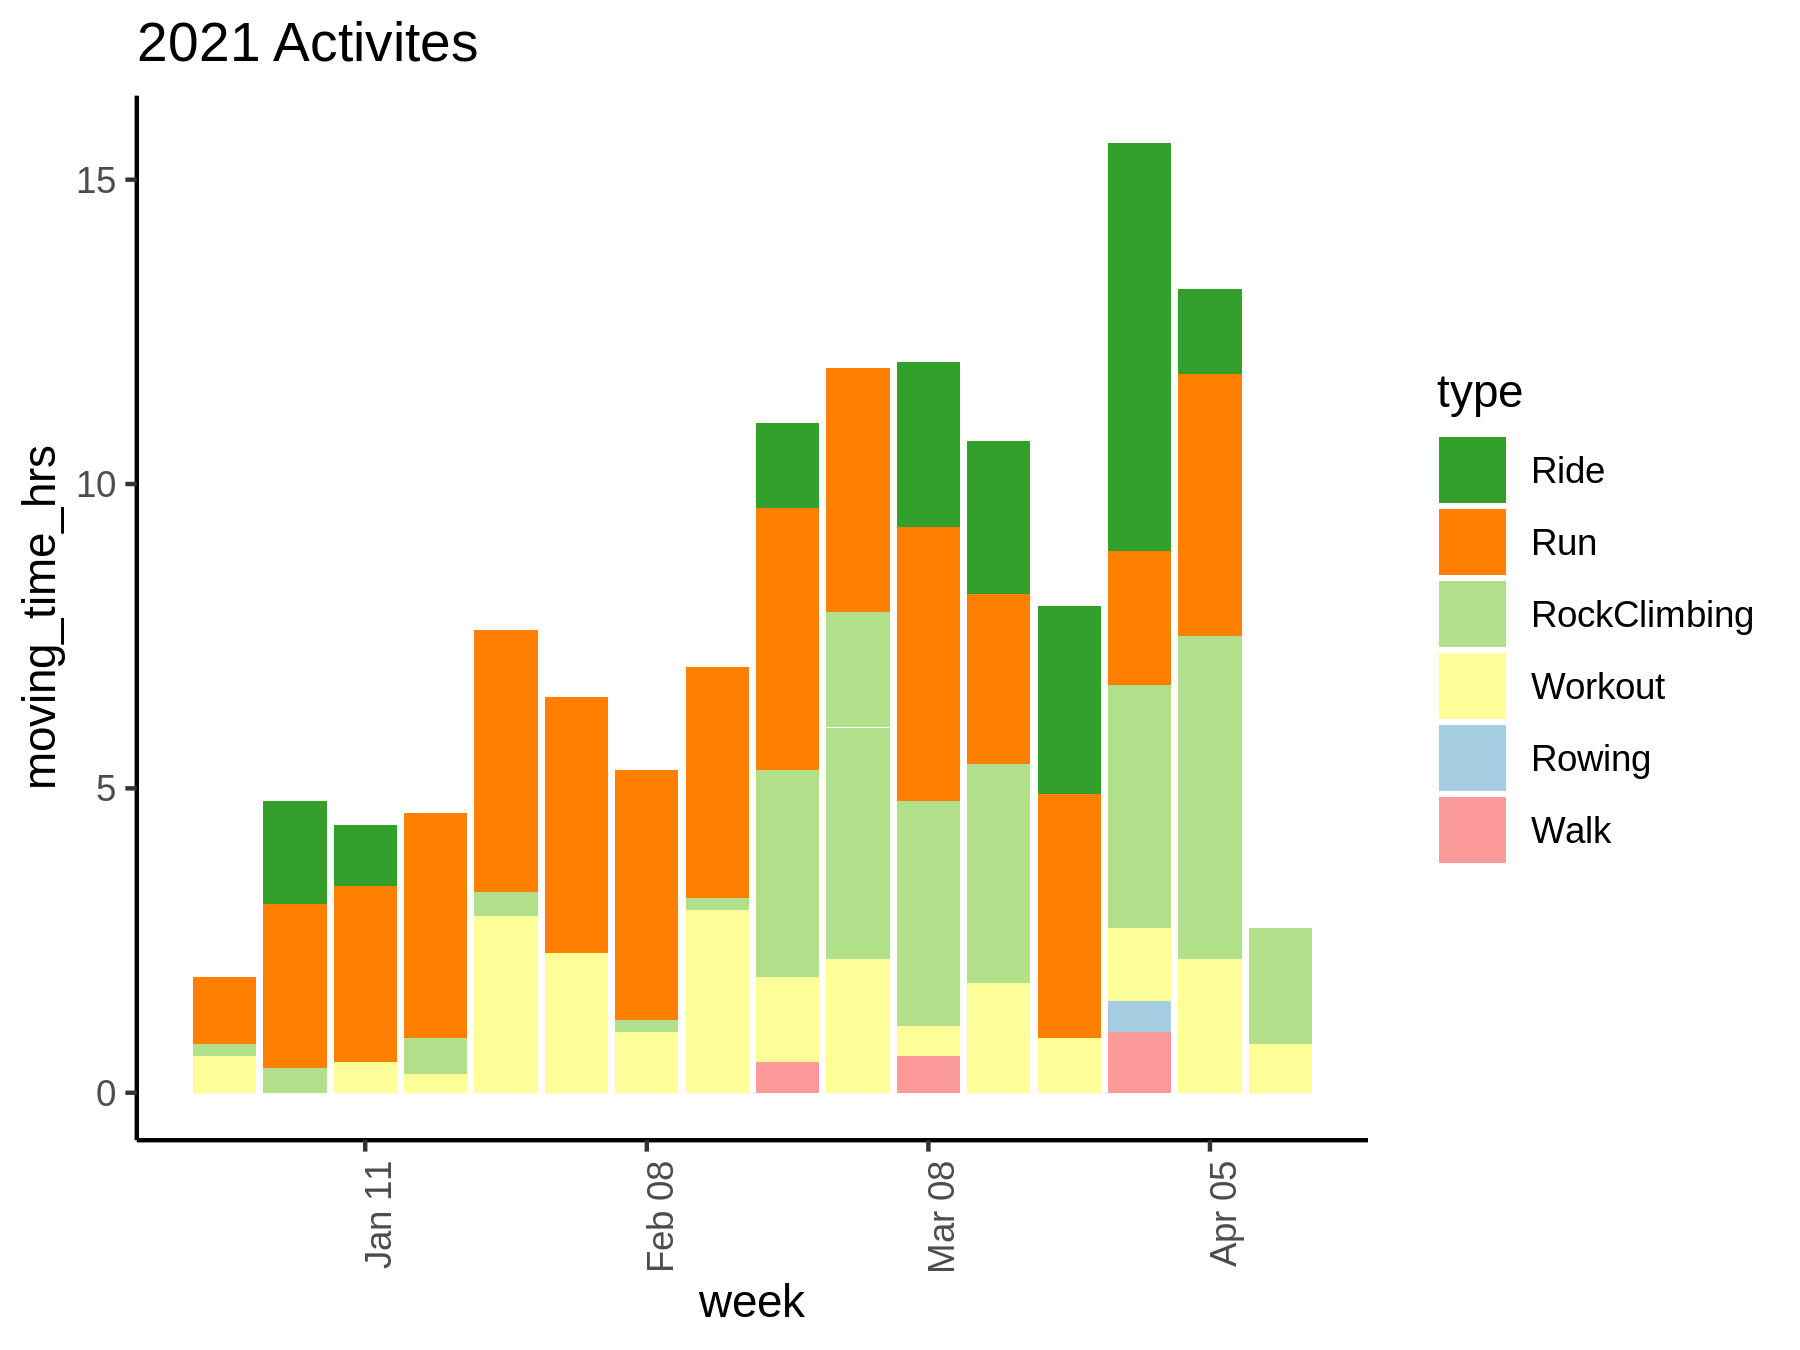 2021 Activites
moving_time_hrs
15
10
5
0
Jan 11
Feb 08
Mar 08
Apr 05
week
type
Ride
Run
RockClimbing
Workout
Rowing
Walk